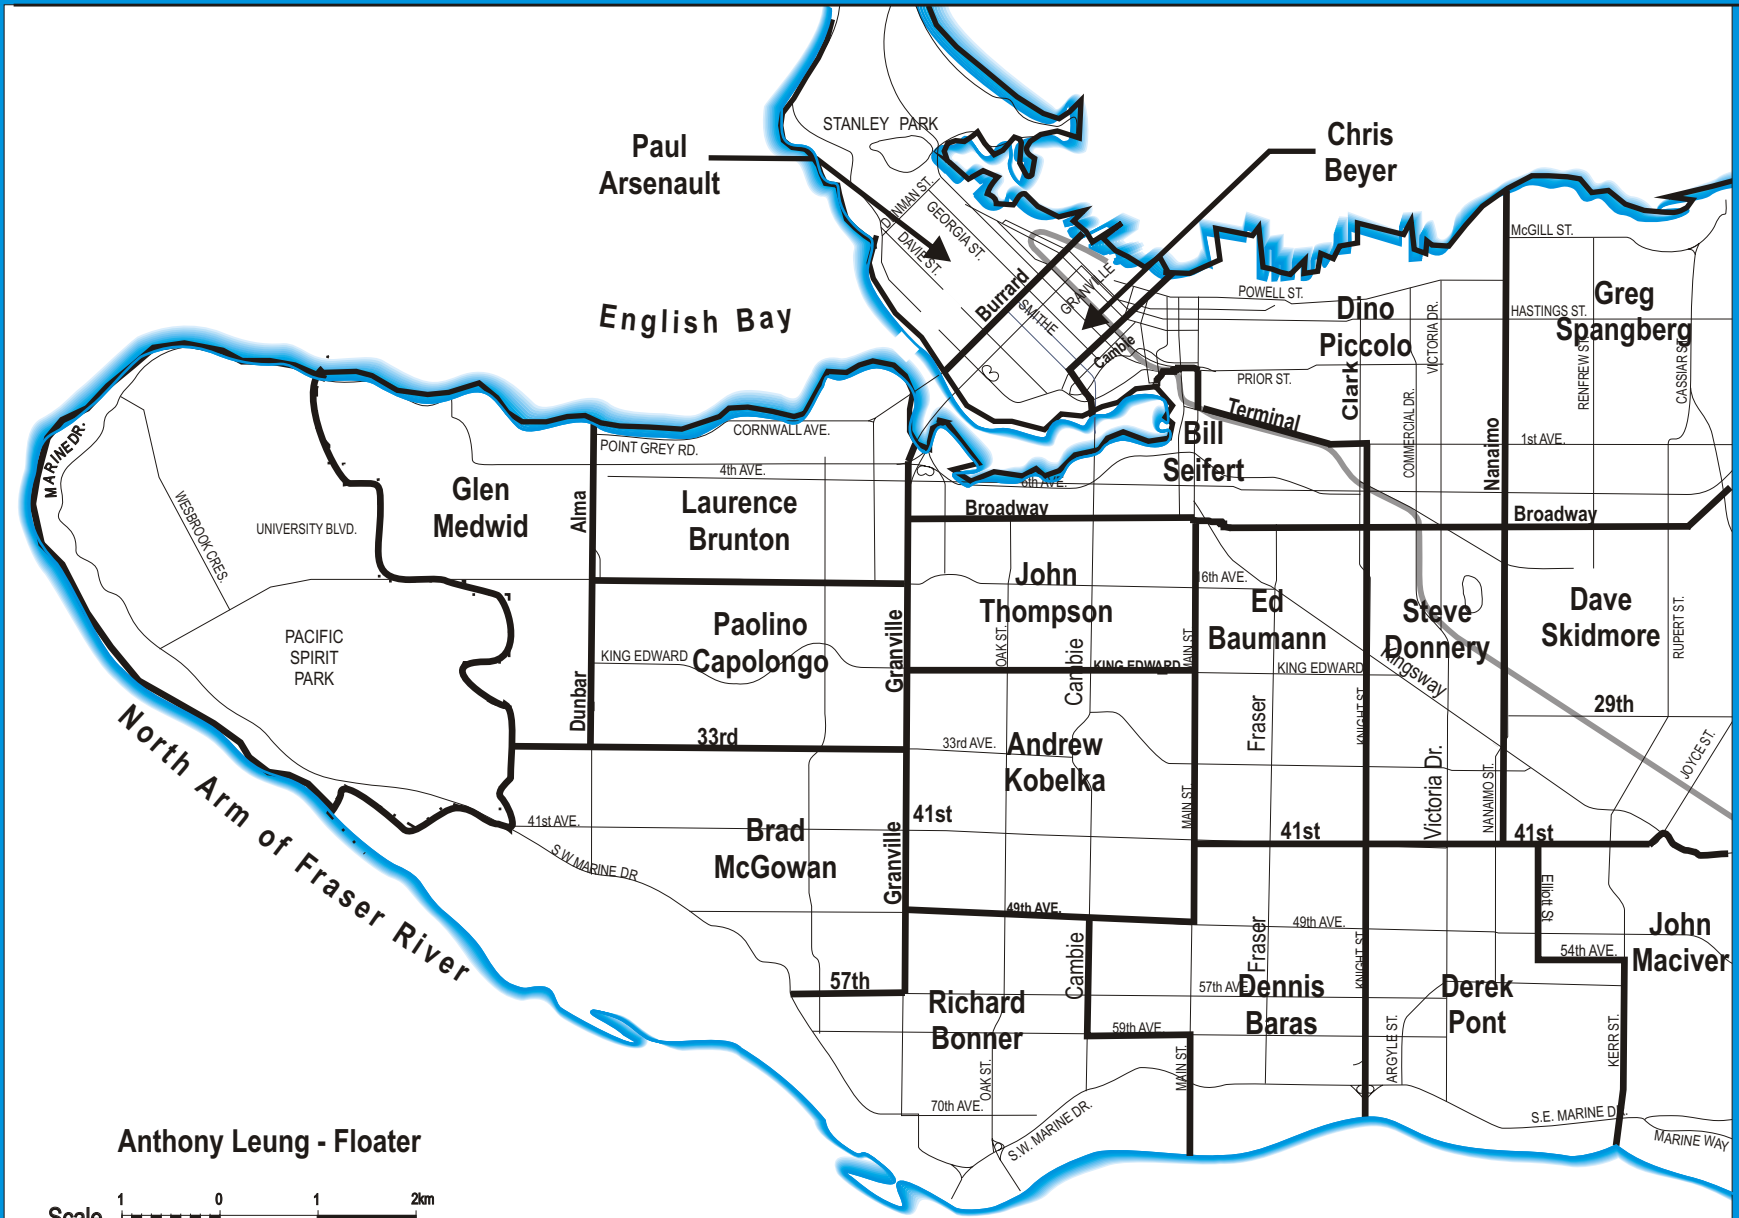 STANLEY PARK
Paul
Arsenault
Chris
Beyer
DENMAN ST.
GEORGIA ST.
DAVIE ST.
Burrard
SMITHE
GRANVILLE
Cambie
English Bay
McGILL ST.
POWELL ST.
HASTINGS ST.
Greg
Spangberg
Dino
Piccolo
VICTORIA DR.
RENFREW ST.
CASSIAR ST.
PRIOR ST.
Clark
COMMERCIAL DR.
Terminal
Nanaimo
1st AVE.
MARINE DR.
CORNWALL AVE.
POINT GREY RD.
4th AVE.
Bill
Seifert
6th AVE.
WESBROOK CRES.
UNIVERSITY BLVD.
Glen
Medwid
Alma
Laurence
Brunton
Broadway
Broadway
John
Thompson
16th AVE.
Ed
Baumann
Steve
Donnery
Dave
Skidmore
RUPERT ST.
PACIFIC
SPIRIT
PARK
Paolino
Capolongo
KING EDWARD
Granville
OAK ST.
Cambie
KING EDWARD
MAIN ST.
KING EDWARD
Kingsway
Dunbar
33rd
33rd AVE.
Andrew
Kobelka
Fraser
KNIGHT ST.
29th
JOYCE ST.
Victoria Dr.
NANAIMO ST.
MAIN ST.
North Arm of Fraser River
41st AVE.
S.W MARINE DR
Brad
McGowan
Granville
41st
41st
41st
49th AVE.
49th AVE.
Elliott St
54th AVE.
John
Maciver
Cambie
Fraser
KNIGHT ST.
57th
57th AVE.
Richard
Bonner
Dennis
Baras
Derek
Pont
59th AVE.
OAK ST.
MAIN ST.
ARGYLE ST.
KERR ST.
70th AVE.
S.W. MARINE DR.
S.E. MARINE DR.
MARINE WAY
Anthony Leung - Floater
Scale
1 0 1 2km